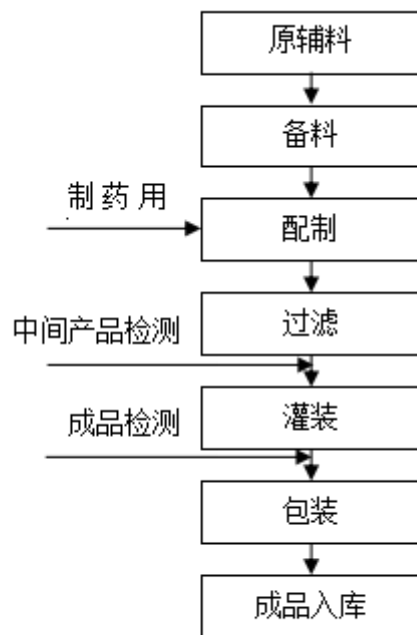 原辅料
备料
制 药 用
配制
过滤
中间产品检测
灌装
成品检测
包装
成品入库